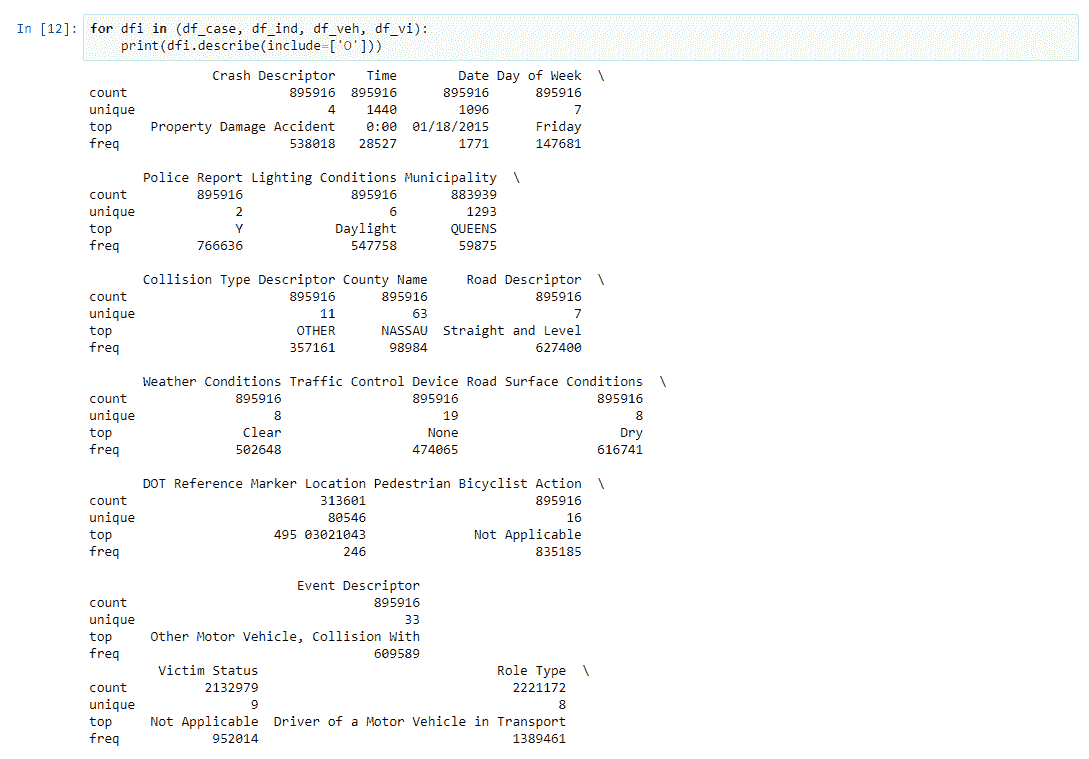 In [12]: for dfi in (df_case, df_ind, df_veh, df_vi):
    print(dfi.describe(include=['O']))
Crash Descriptor Time Date Day of Week \
count 895916 895916 895916 895916
unique 4 1440 1096 7
top Property Damage Accident 0:00 01/18/2015 Friday
freq 538018 28527 1771 147681
Police Report Lighting Conditions Municipality \
count 895916 895916 883939
unique 2 6 1293
top Y Daylight QUEENS
freq 766636 547758 59875
Collision Type Descriptor County Name Road Descriptor \
count 895916 895916 895916
unique 11 63 7
top OTHER NASSAU Straight and Level
freq 357161 98984 627400
Weather Conditions Traffic Control Device Road Surface Conditions \
count 895916 895916 895916
unique 8 19 8
top Clear None Dry
freq 502648 474065 616741
DOT Reference Marker Location Pedestrian Bicyclist Action \
count 313601 895916
unique 80546 16
top 495 03021043 Not Applicable
freq 246 835185
Event Descriptor
count 895916
unique 33
top Other Motor Vehicle, Collision With
freq 609589
Victim Status Role Type \
count 2132979 2221172
unique 9 8
top Not Applicable Driver of a Motor Vehicle in Transport
freq 952014 1389461